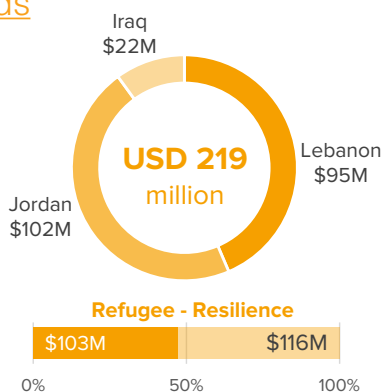 Iraq
$22M
USD 219
million
Lebanon
$95M
Jordan
$102M
Refugee - Resilience
$103M $116M
0% 50% 100%